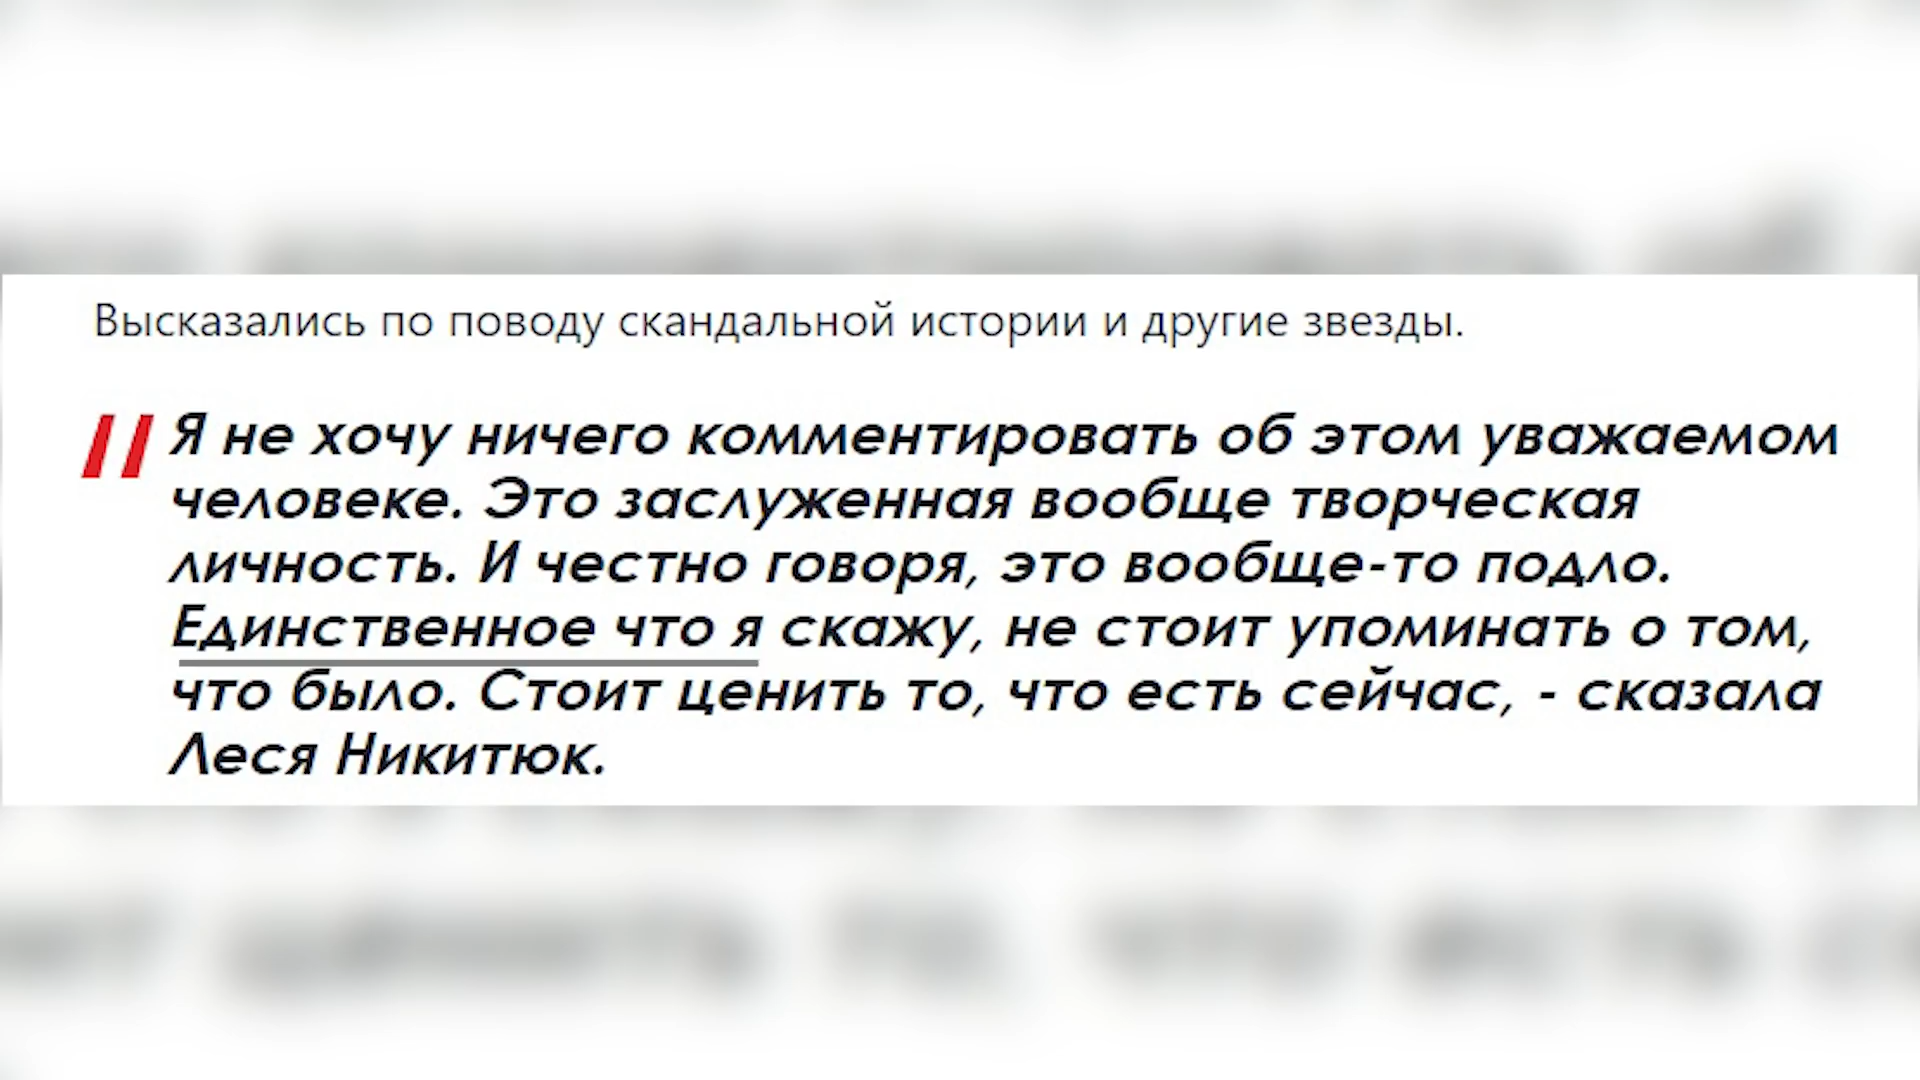 Высказались по поводу скандальной истории и другие звезды.
Я не хочу ничего комментировать об этом уважаемом
человеке. Это заслуженная вообще творческая
личность. И честно говоря, это вообще-то подло.
Единственное что я скажу, не стоит упоминать о том,
что было. Стоит ценить то, что есть сейчас, - сказала
Леся Никитюк.